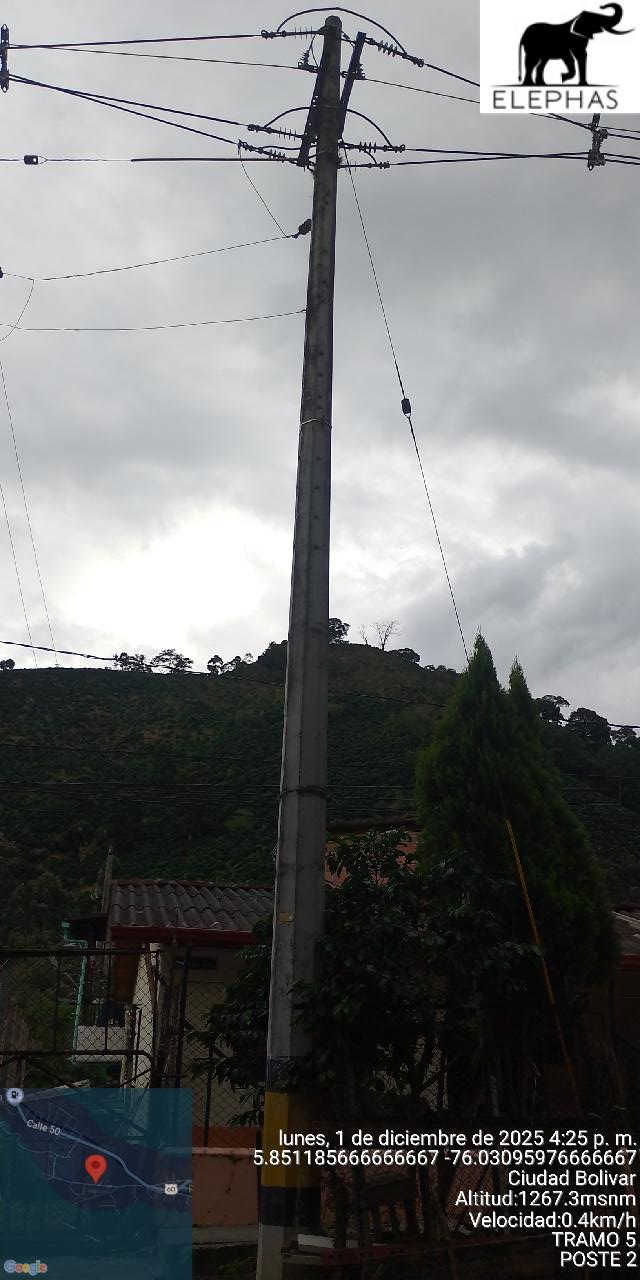 ELEPHAS
Calle 50
60
Google
lunes, 1 de diciembre de 2025 4:25 p. m.
5.851185666666667 -76.03095976666667
Ciudad Bolivar
Altitud:1267.3msnm
Velocidad:0.4km/h
TRAMO 5
POSTE 2